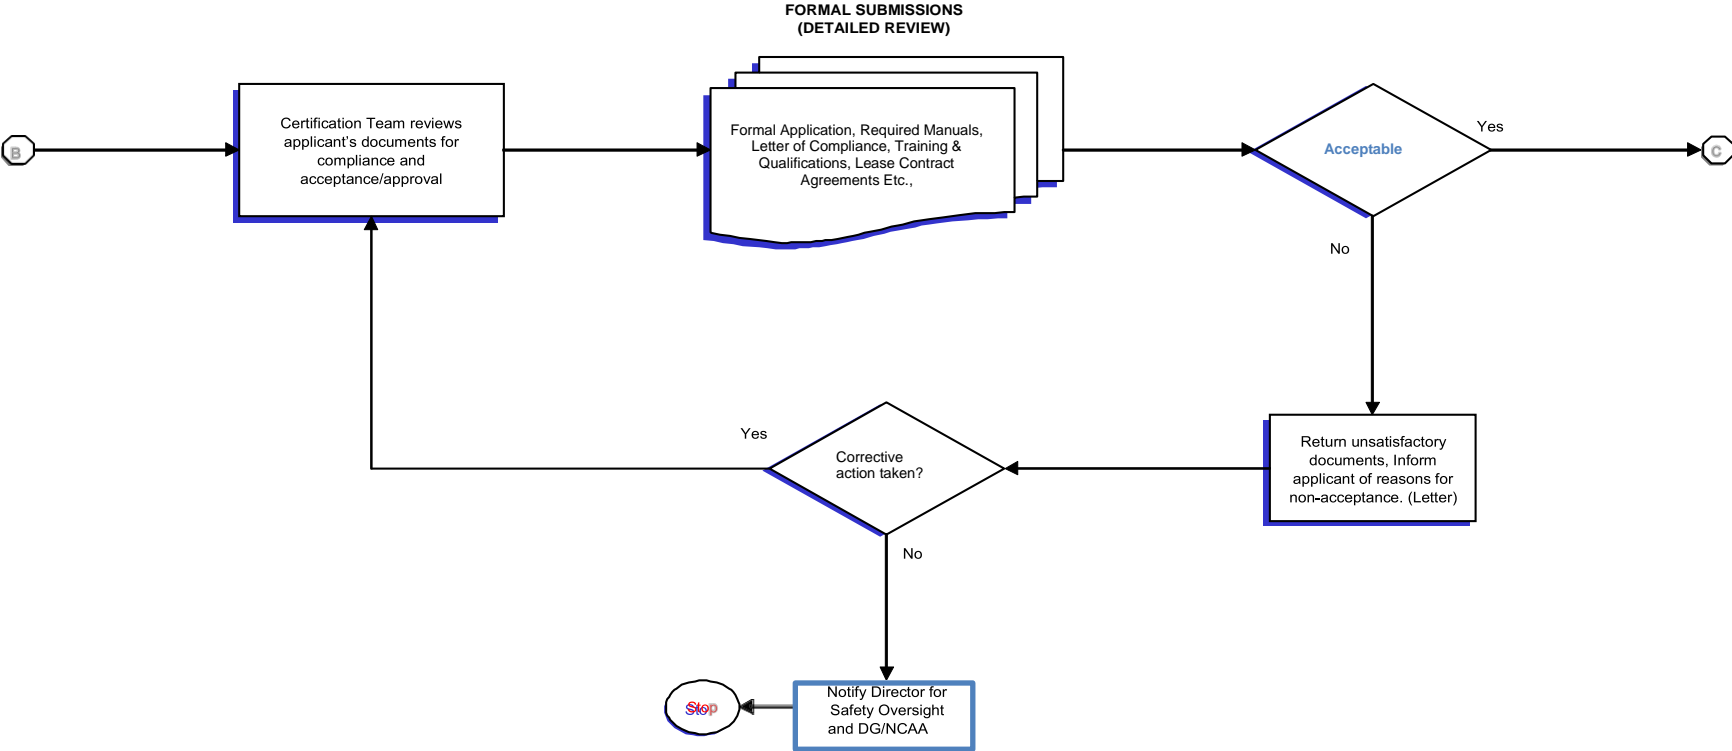 FORMAL SUBMISSIONS
(DETAILED REVIEW)
B
Certification Team reviews
applicant's documents for
compliance and
acceptance/approval
Formal Application, Required Manuals,
Letter of Compliance, Training &
Qualifications, Lease Contract
Agreements Etc.,
Acceptable
Yes
C
No
Return unsatisfactory
documents, Inform
applicant of reasons for
non-acceptance. (Letter)
Yes
Corrective
action taken?
No
Notify Director for
Safety Oversight
and DG/NCAA
Stop